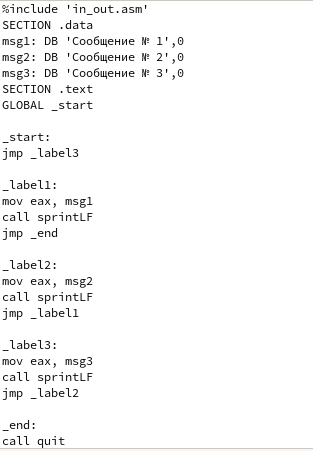 %include 'in_out.asm'
SECTION .data
msg1: DB 'Сообщение № 1',0
msg2: DB 'Сообщение № 2',0
msg3: DB 'Сообщение № 3',0
SECTION .text
GLOBAL _start
_start:
jmp _label3
_label1:
mov eax, msg1
call sprintLF
jmp _end
_label2:
mov eax, msg2
call sprintLF
jmp _label1
_label3:
mov eax, msg3
call sprintLF
jmp _label2
_end:
call quit